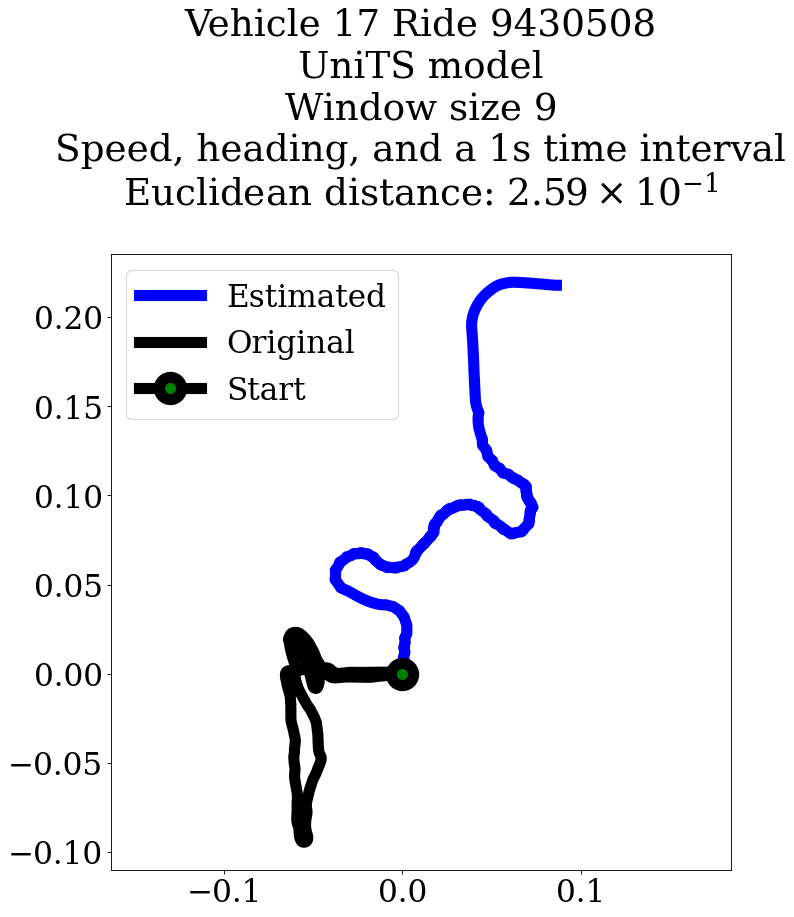 Vehicle 17 Ride 9430508
UniTS model
Window size 9
Speed, heading, and a 1s time interval
Euclidean distance: 2.59 × 10⁻¹
Estimated
Original
Start
0.20
0.15
0.10
0.05
0.00
−0.05
−0.10
−0.1 0.0 0.1